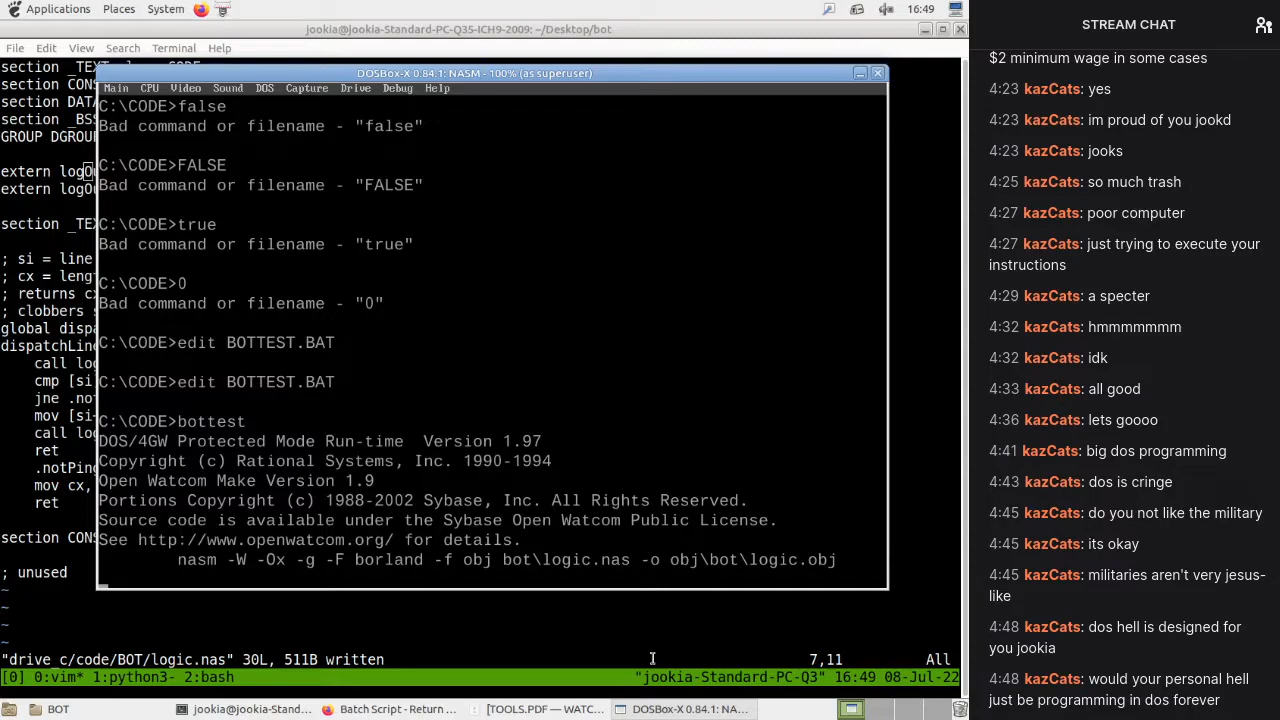 Applications Places System 16:49
jookia@jookia-Standard-PC-Q35-ICH9-2009: ~/Desktop/bot
File Edit View Search Terminal Help
section _TEX
section CONS
section DATA
section _BSS
GROUP DGROUP
extern logOu
extern logOu
section _TEX
; si = line
; cx = lengt
; returns cx
; clobbers s
global dispa
dispatchLine
call log
cmp [si
jne .not
mov [si
call log
ret
.notPing
mov cx,
ret
section CONS
; unused
~
~
~
~
"drive_c/code/BOT/logic.nas" 30L, 511B written 7,11 All
[0] 0:vim* 1:python3- 2:bash "jookia-Standard-PC-Q3" 16:49 08-Jul-22
DOSBox-X 0.84.1: NASM - 100% (as superuser)
Main CPU Video Sound DOS Capture Drive Debug Help
C:\CODE>false
Bad command or filename - "false"
C:\CODE>FALSE
Bad command or filename - "FALSE"
C:\CODE>true
Bad command or filename - "true"
C:\CODE>0
Bad command or filename - "0"
C:\CODE>edit BOTTEST.BAT
C:\CODE>edit BOTTEST.BAT
C:\CODE>bottest
DOS/4GW Protected Mode Run-time Version 1.97
Copyright (c) Rational Systems, Inc. 1990-1994
Open Watcom Make Version 1.9
Portions Copyright (c) 1988-2002 Sybase, Inc. All Rights Reserved.
Source code is available under the Sybase Open Watcom Public License.
See http://www.openwatcom.org/ for details.
nasm -W -Ox -g -F borland -f obj bot\logic.nas -o obj\bot\logic.obj
BOT jookia@jookia-Stand... Batch Script - Return ... [TOOLS.PDF — WATC... DOSBox-X 0.84.1: NA...
STREAM CHAT
$2 minimum wage in some cases
4:23 kazCats: yes
4:23 kazCats: im proud of you jookd
4:23 kazCats: jooks
4:25 kazCats: so much trash
4:27 kazCats: poor computer
4:27 kazCats: just trying to execute your
instructions
4:29 kazCats: a specter
4:32 kazCats: hmmmmmmm
4:32 kazCats: idk
4:33 kazCats: all good
4:36 kazCats: lets goooo
4:41 kazCats: big dos programming
4:43 kazCats: dos is cringe
4:45 kazCats: do you not like the military
4:45 kazCats: its okay
4:45 kazCats: militaries aren't very jesus-
like
4:48 kazCats: dos hell is designed for
you jookia
4:48 kazCats: would your personal hell
just be programming in dos forever